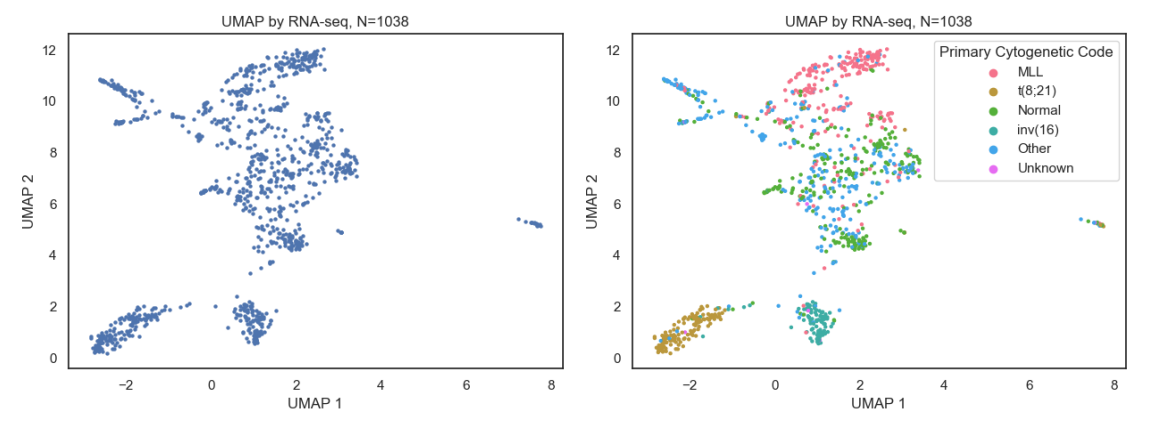 UMAP by RNA-seq, N=1038
12
10
8
6
4
2
0
UMAP 2
−2
0
2
4
6
8
UMAP 1
UMAP by RNA-seq, N=1038
12
10
8
6
4
2
0
UMAP 2
−2
0
2
4
6
8
UMAP 1
Primary Cytogenetic Code
MLL
t(8;21)
Normal
inv(16)
Other
Unknown